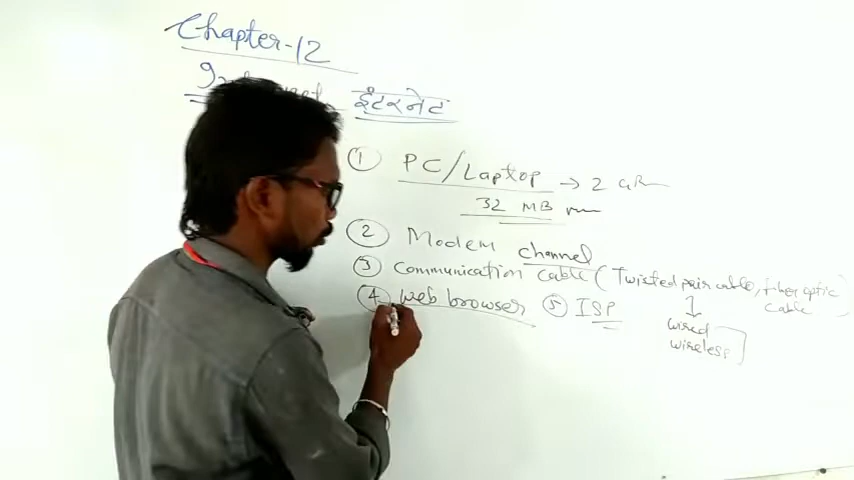 Chapter-12
इंटरनेट
① PC/Laptop → 2
32 MB
② Modem channel
③ Communication cable (Twisted pair cable, fiber optic cable)
④ web browser ⑤ ISP
↓
wired
wireless